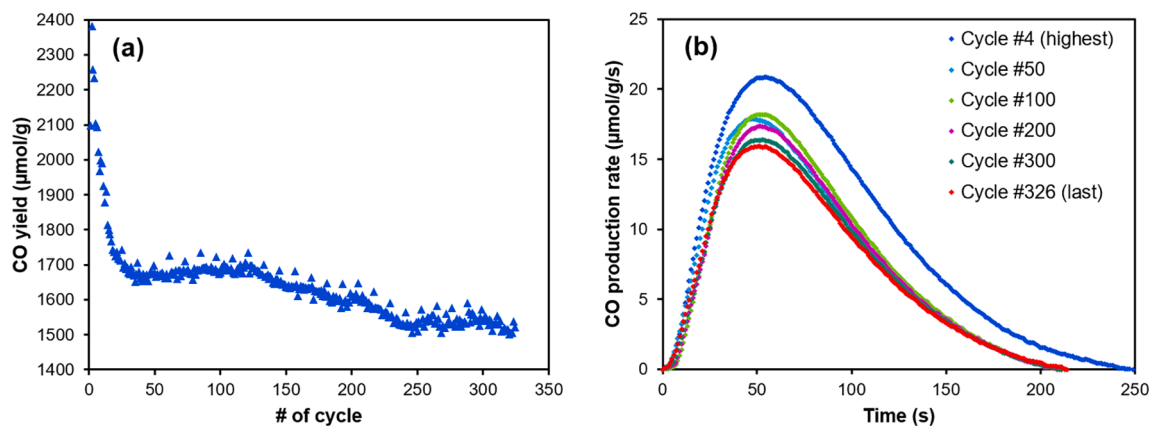 (a)
CO yield (µmol/g)
2400
2300
2200
2100
2000
1900
1800
1700
1600
1500
1400
0 50 100 150 200 250 300 350
# of cycle
(b)
CO production rate (µmol/g/s)
25
20
15
10
5
0
0 50 100 150 200 250
Time (s)
Cycle #4 (highest)
Cycle #50
Cycle #100
Cycle #200
Cycle #300
Cycle #326 (last)